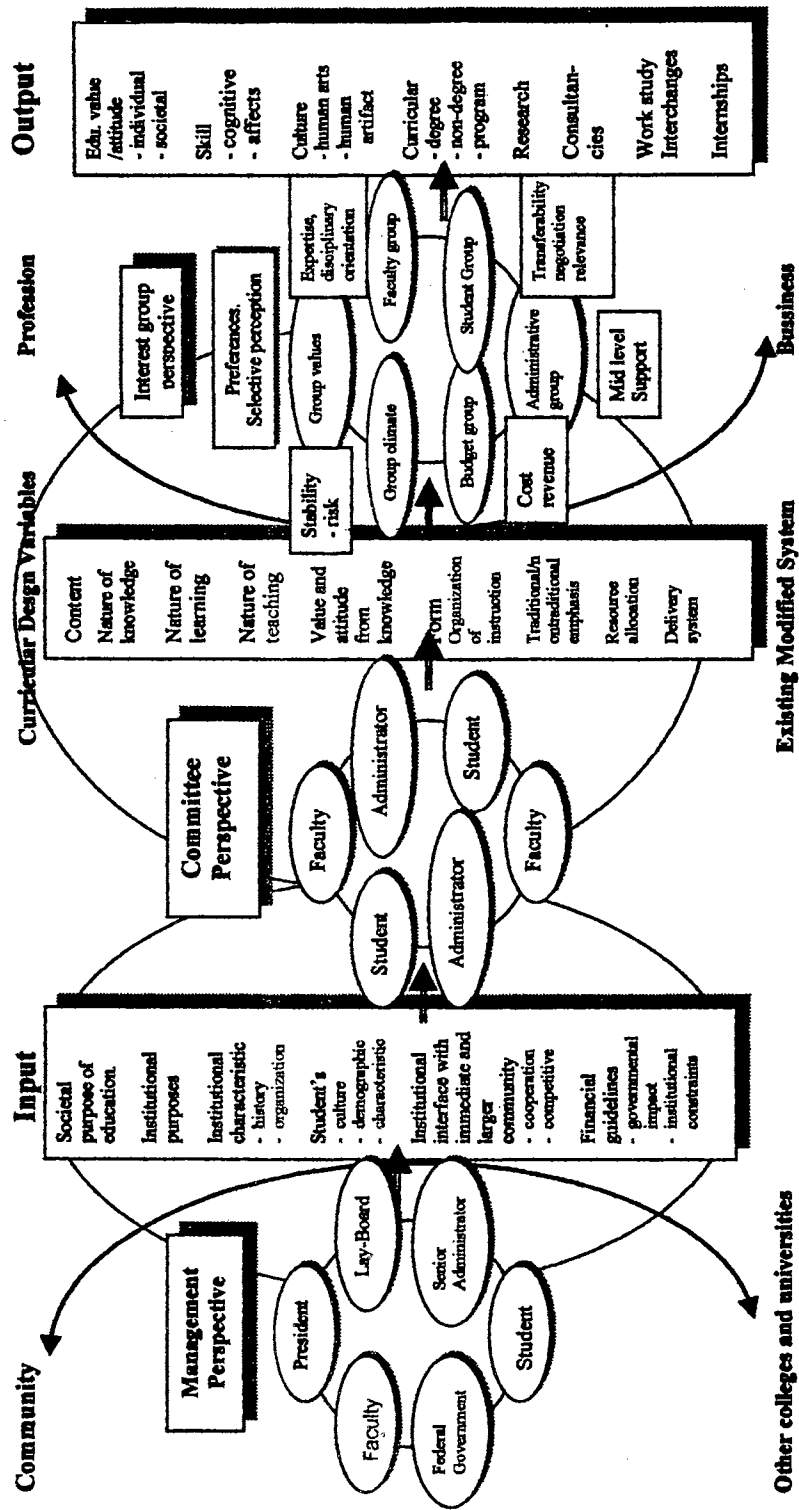 Community
Input
Curricular Desgn Variables
Profession
Output
Management
Perspective
President
Lay-Board
Faculty
Federal
Government
Senior
Administrator
Student
Other colleges and universities
Societal
purpose of
education.
Institutional
purposes
Institutional
characteristic
- history
- organization
Student's
- culture
- demographic
- characteristic
Institutional
interface with
immediate and
larger
community
- cooperation
- competitive
Financial
guidelines
- governmental
impact
- institutional
constraints
Committee
Perspective
Faculty
Student
Administrator
Administrator
Student
Faculty
Content
Nature of
knowledge
Nature of
learning
Nature of
teaching
Value and
attitude
from
knowledge
Form
Organization
of
instruction
Traditional/n
ontraditional
emphasis
Resource
allocation
Delivery
system
Existing Modified System
Interest group
perspective
Preferences.
Selective perception
Stability
- risk
Group values
Expertise,
disciplinary
orientation
Group climate
Faculty group
Budget group
Student Group
Cost
revenue
Administrative
group
Transferability
negotiation
relevance
Mid level
Support
Bussiness
Edu. value
/attitude
- individual
- societal
Skill
- cognitive
- affects
Culture
- human arts
- human
artifact
Curricular
- degree
- non-degree
- program
Research
Consultan-
cies
Work study
Interchanges
Internships